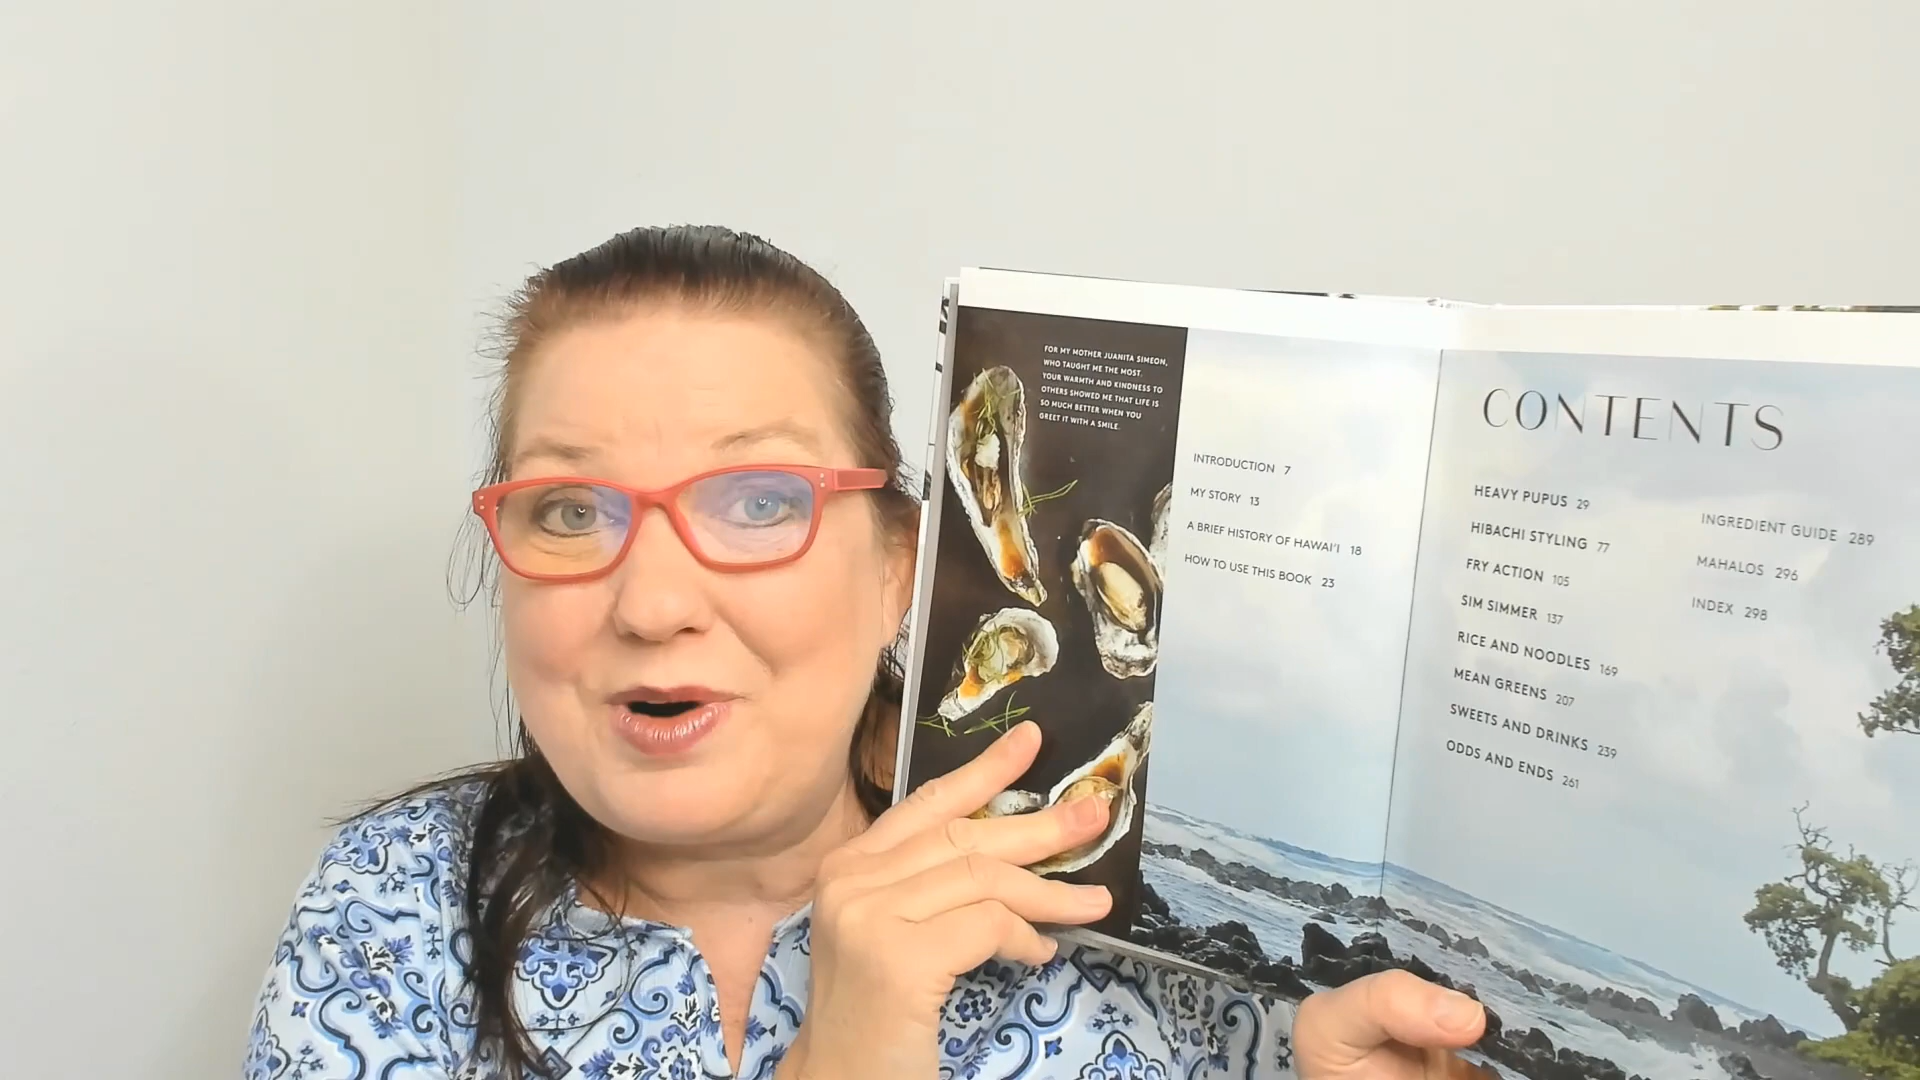 FOR MY MOTHER JUANITA SIMEON,
WHO TAUGHT ME THE MOST.
YOUR WARMTH AND KINDNESS TO
OTHERS SHOWED ME THAT LIFE IS
SO MUCH BETTER WHEN YOU
GREET IT WITH A SMILE.
INTRODUCTION 7
MY STORY 13
A BRIEF HISTORY OF HAWAI'I 18
HOW TO USE THIS BOOK 23
CONTENTS
HEAVY PUPUS 29
HIBACHI STYLING 77
FRY ACTION 105
SIM SIMMER 137
RICE AND NOODLES 169
MEAN GREENS 207
SWEETS AND DRINKS 239
ODDS AND ENDS 261
INGREDIENT GUIDE 289
MAHALOS 296
INDEX 298